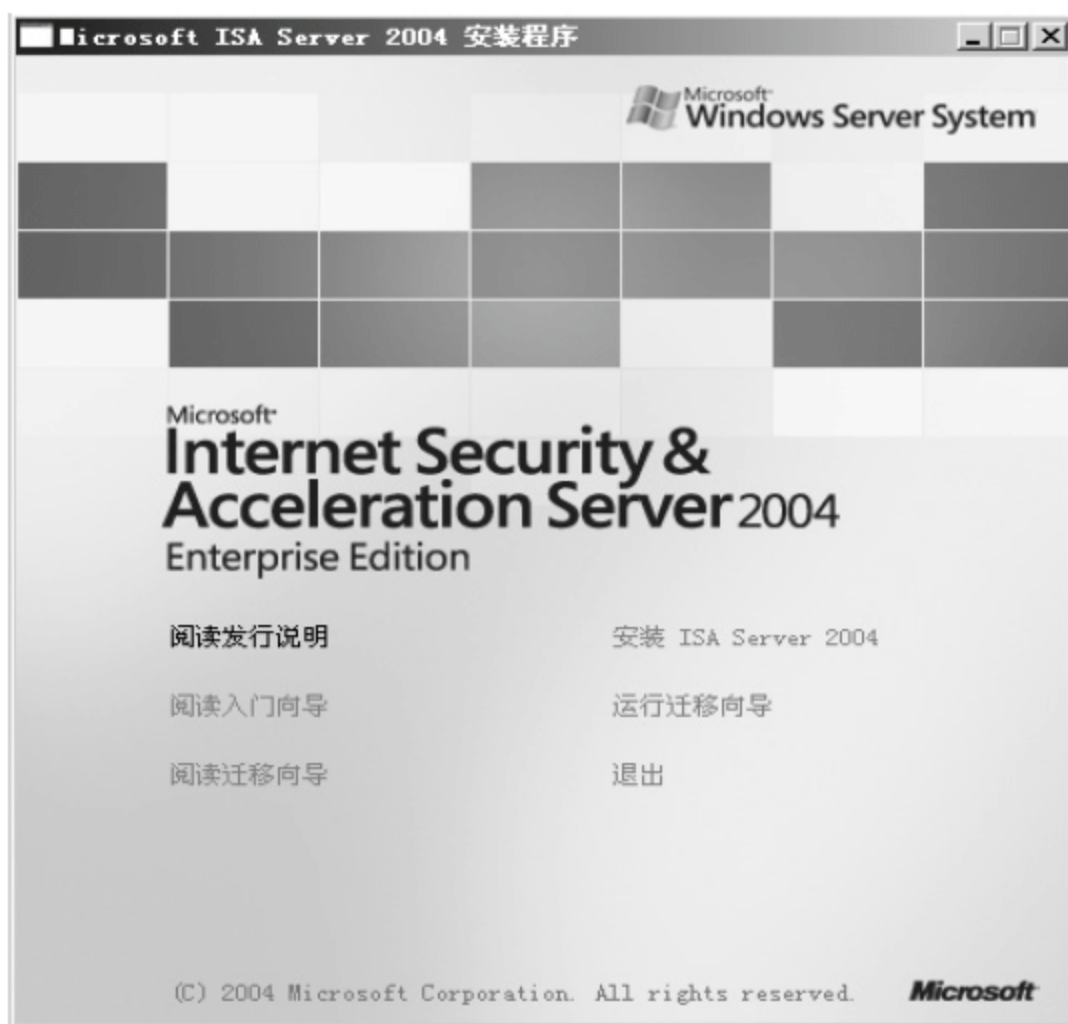 Microsoft ISA Server 2004 安装程序
Microsoft
Windows Server System
Microsoft
Internet Security &
Acceleration Server 2004
Enterprise Edition
阅读发行说明
安装 ISA Server 2004
阅读入门向导
运行迁移向导
阅读迁移向导
退出
(C) 2004 Microsoft Corporation. All rights reserved.
Microsoft